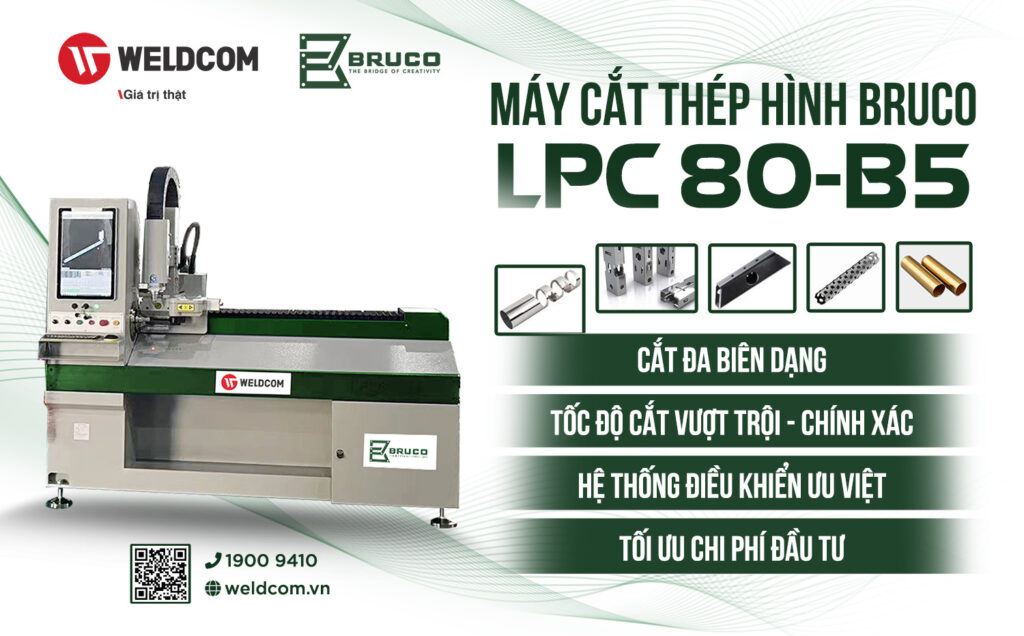 WELDCOM
Giá trị thật
BRUCO
THE BRIDGE OF CREATIVITY
MÁY CẮT THÉP HÌNH BRUCO
LPC 80-B5
CẮT ĐA BIÊN DẠNG
TỐC ĐỘ CẮT VƯỢT TRỘI - CHÍNH XÁC
HỆ THỐNG ĐIỀU KHIỂN ƯU VIỆT
TỐI ƯU CHI PHÍ ĐẦU TƯ
WELDCOM
BRUCO
1900 9410
weldcom.vn